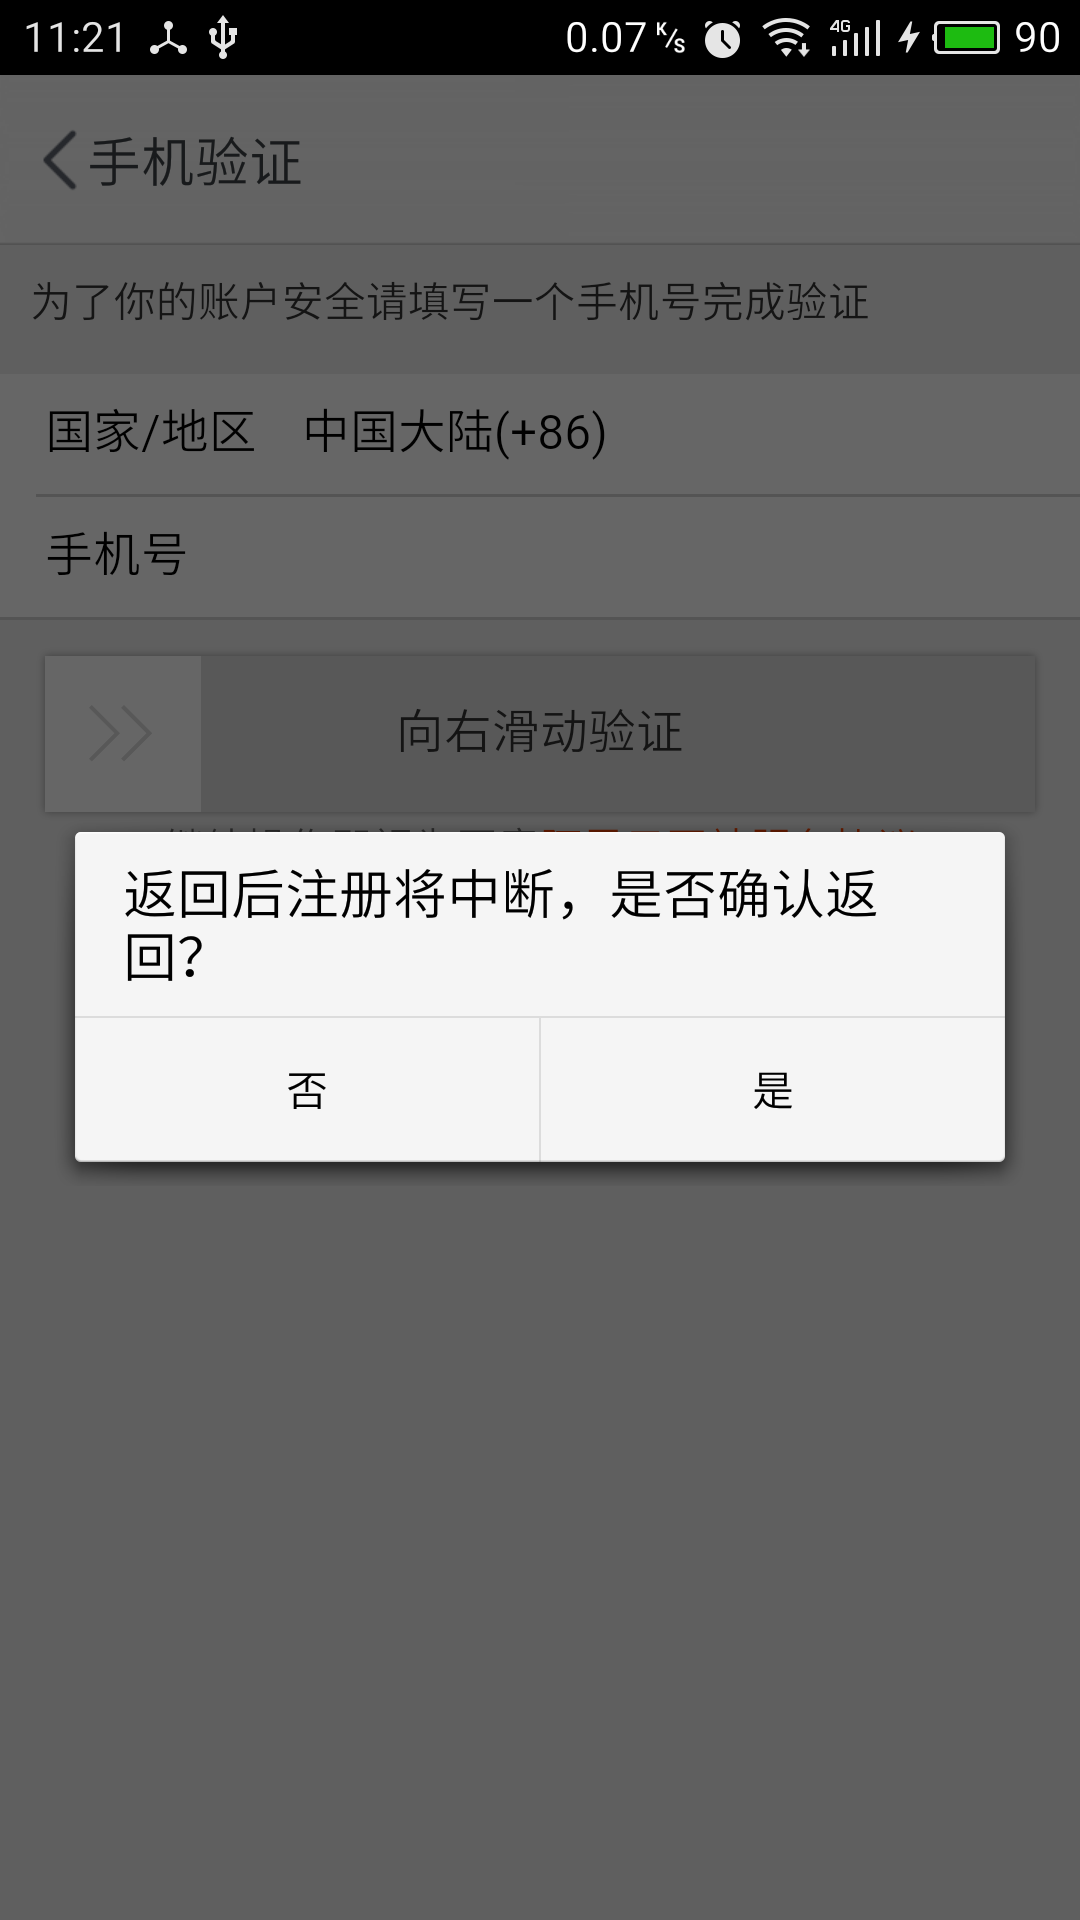 11:21 0.07 K/S 4G 90
手机验证
为了你的账户安全请填写一个手机号完成验证
国家/地区 中国大陆(+86)
手机号
向右滑动验证
返回后注册将中断，是否确认返
回？
否 是